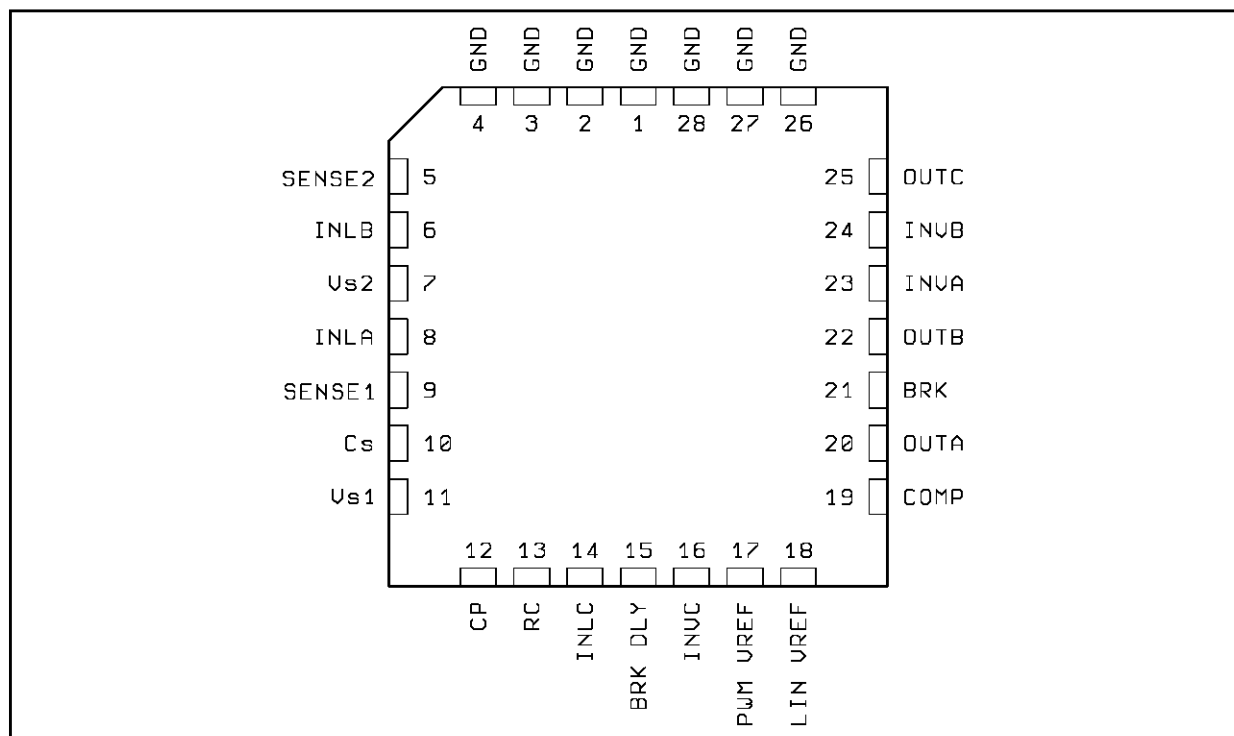 GND GND GND GND GND GND GND
4 3 2 1 28 27 26
SENSE2 5 25 OUTC
INLB 6 24 INVB
Vs2 7 23 INVA
INLA 8 22 OUTB
SENSE1 9 21 BRK
Cs 10 20 OUTA
Vs1 11 19 COMP
12 13 14 15 16 17 18
CP
RC
INLC
BRK DLY
INVC
PWM VREF
LIN VREF